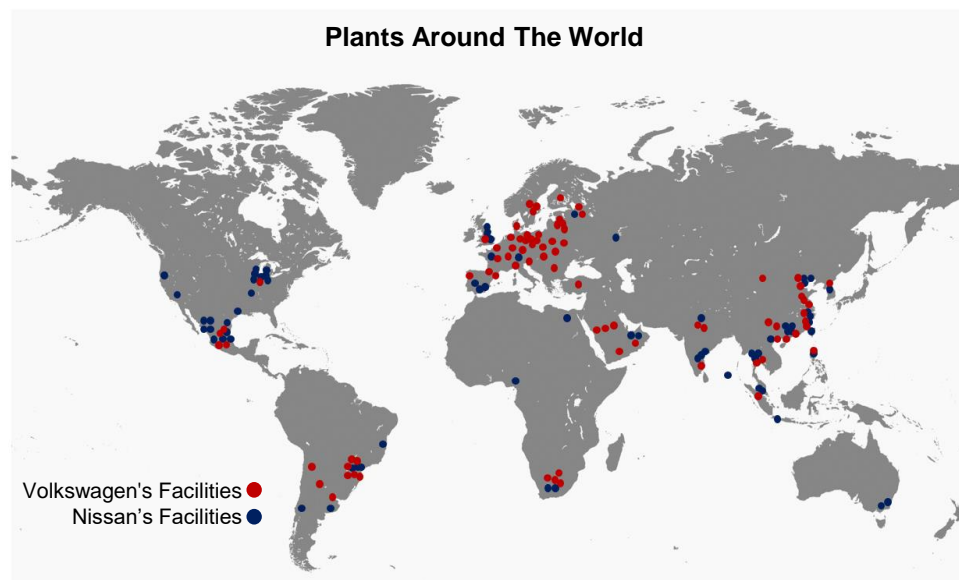 Plants Around The World
Volkswagen's Facilities
Nissan’s Facilities